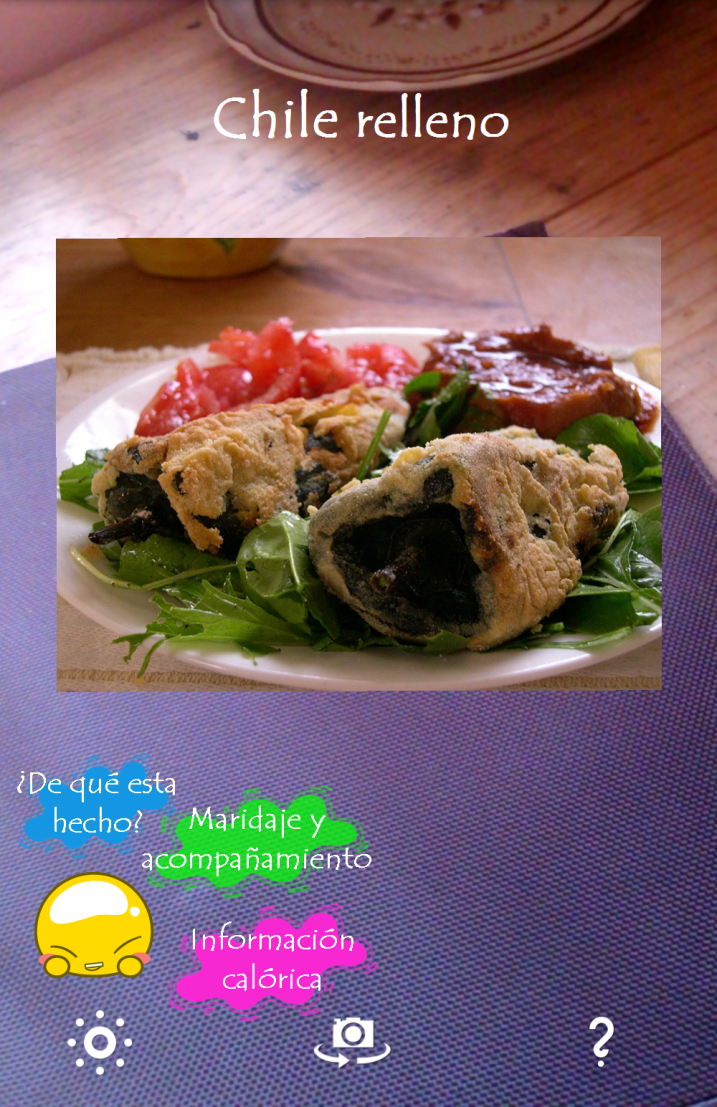 Chile relleno
¿De qué esta
hecho?
Maridaje y
acompañamiento
Información
calórica
?